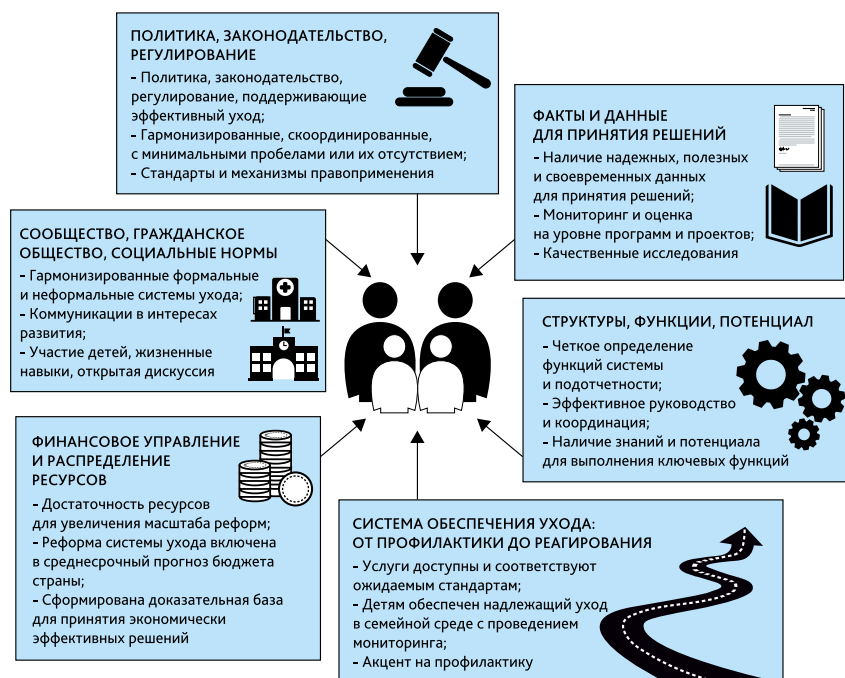 ПОЛИТИКА, ЗАКОНОДАТЕЛЬСТВО,
РЕГУЛИРОВАНИЕ
- Политика, законодательство,
регулирование, поддерживающие
эффективный уход;
- Гармонизированные, скоординированные,
с минимальными пробелами или их отсутствием;
- Стандарты и механизмы правоприменения
ФАКТЫ И ДАННЫЕ
ДЛЯ ПРИНЯТИЯ РЕШЕНИЙ
- Наличие надежных, полезных
и своевременных данных
для принятия решений;
- Мониторинг и оценка
на уровне программ и проектов;
- Качественные исследования
СООБЩЕСТВО, ГРАЖДАНСКОЕ
ОБЩЕСТВО, СОЦИАЛЬНЫЕ НОРМЫ
- Гармонизированные формальные
и неформальные системы ухода;
- Коммуникации в интересах
развития;
- Участие детей, жизненные
навыки, открытая дискуссия
СТРУКТУРЫ, ФУНКЦИИ, ПОТЕНЦИАЛ
- Четкое определение
функций системы
и подотчетности;
- Эффективное руководство
и координация;
- Наличие знаний и потенциала
для выполнения ключевых функций
ФИНАНСОВОЕ УПРАВЛЕНИЕ
И РАСПРЕДЕЛЕНИЕ
РЕСУРСОВ
- Достаточность ресурсов
для увеличения масштаба реформ;
- Реформа системы ухода включена
в среднесрочный прогноз бюджета
страны;
- Сформирована доказательная база
для принятия экономически
эффективных решений
СИСТЕМА ОБЕСПЕЧЕНИЯ УХОДА:
ОТ ПРОФИЛАКТИКИ ДО РЕАГИРОВАНИЯ
- Услуги доступны и соответствуют
ожидаемым стандартам;
- Детям обеспечен надлежащий уход
в семейной среде с проведением
мониторинга;
- Акцент на профилактику